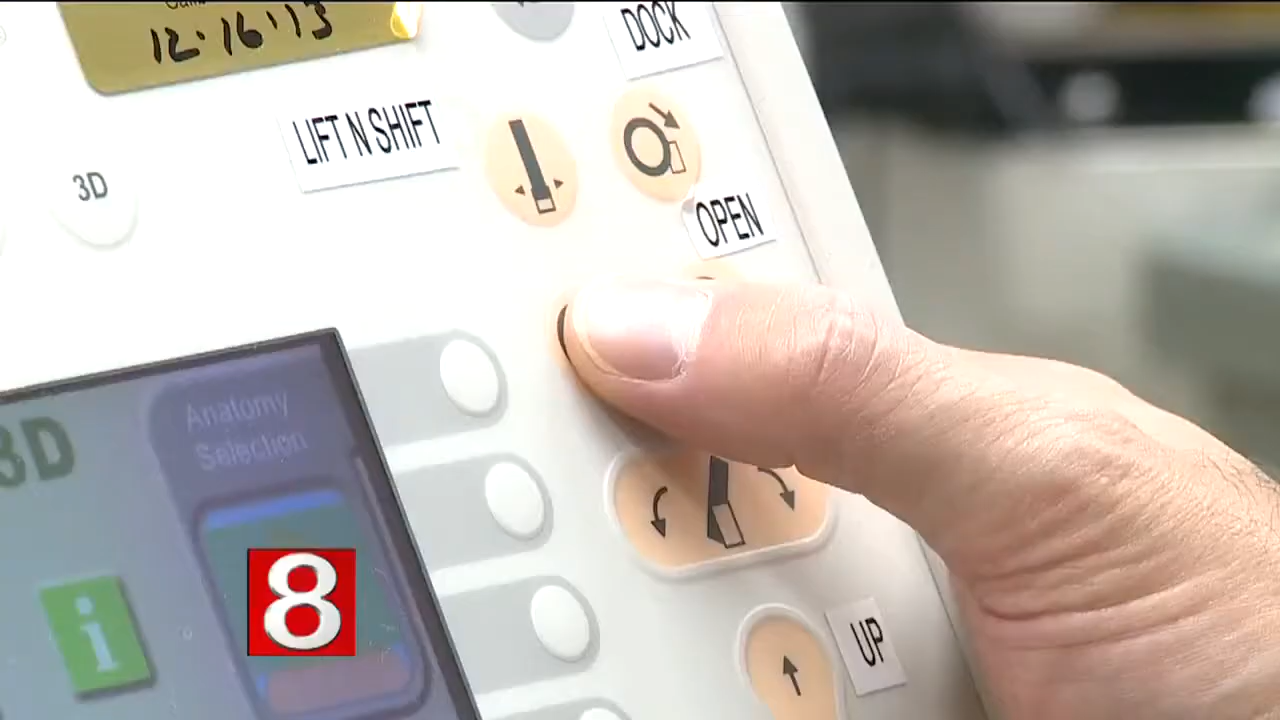 12·16·13
DOCK
LIFT N SHIFT
3D
OPEN
Anatomy
Selection
3D
i
8
UP